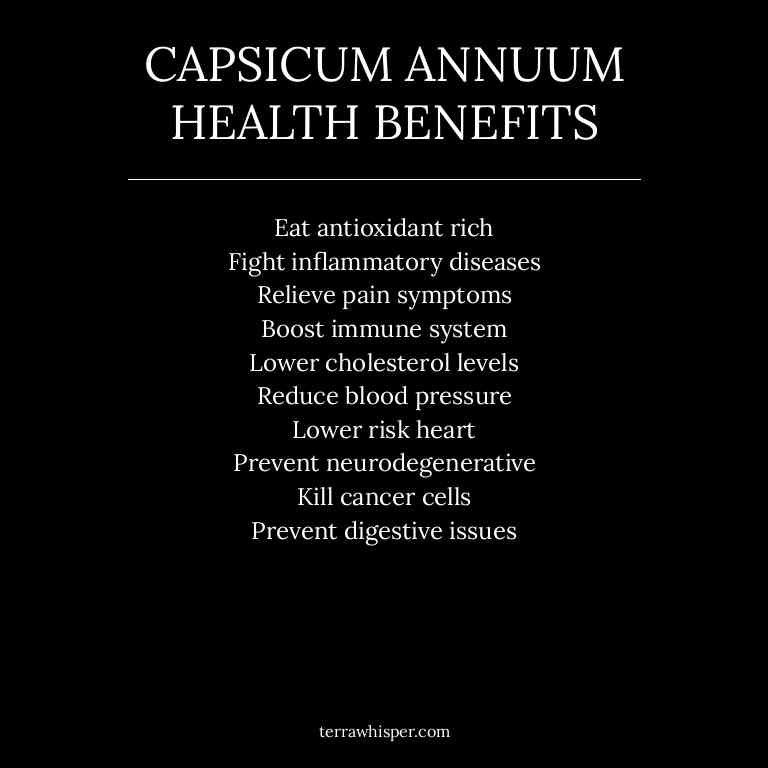 CAPSICUM ANNUUM
HEALTH BENEFITS
Eat antioxidant rich
Fight inflammatory diseases
Relieve pain symptoms
Boost immune system
Lower cholesterol levels
Reduce blood pressure
Lower risk heart
Prevent neurodegenerative
Kill cancer cells
Prevent digestive issues
terrawhisper.com